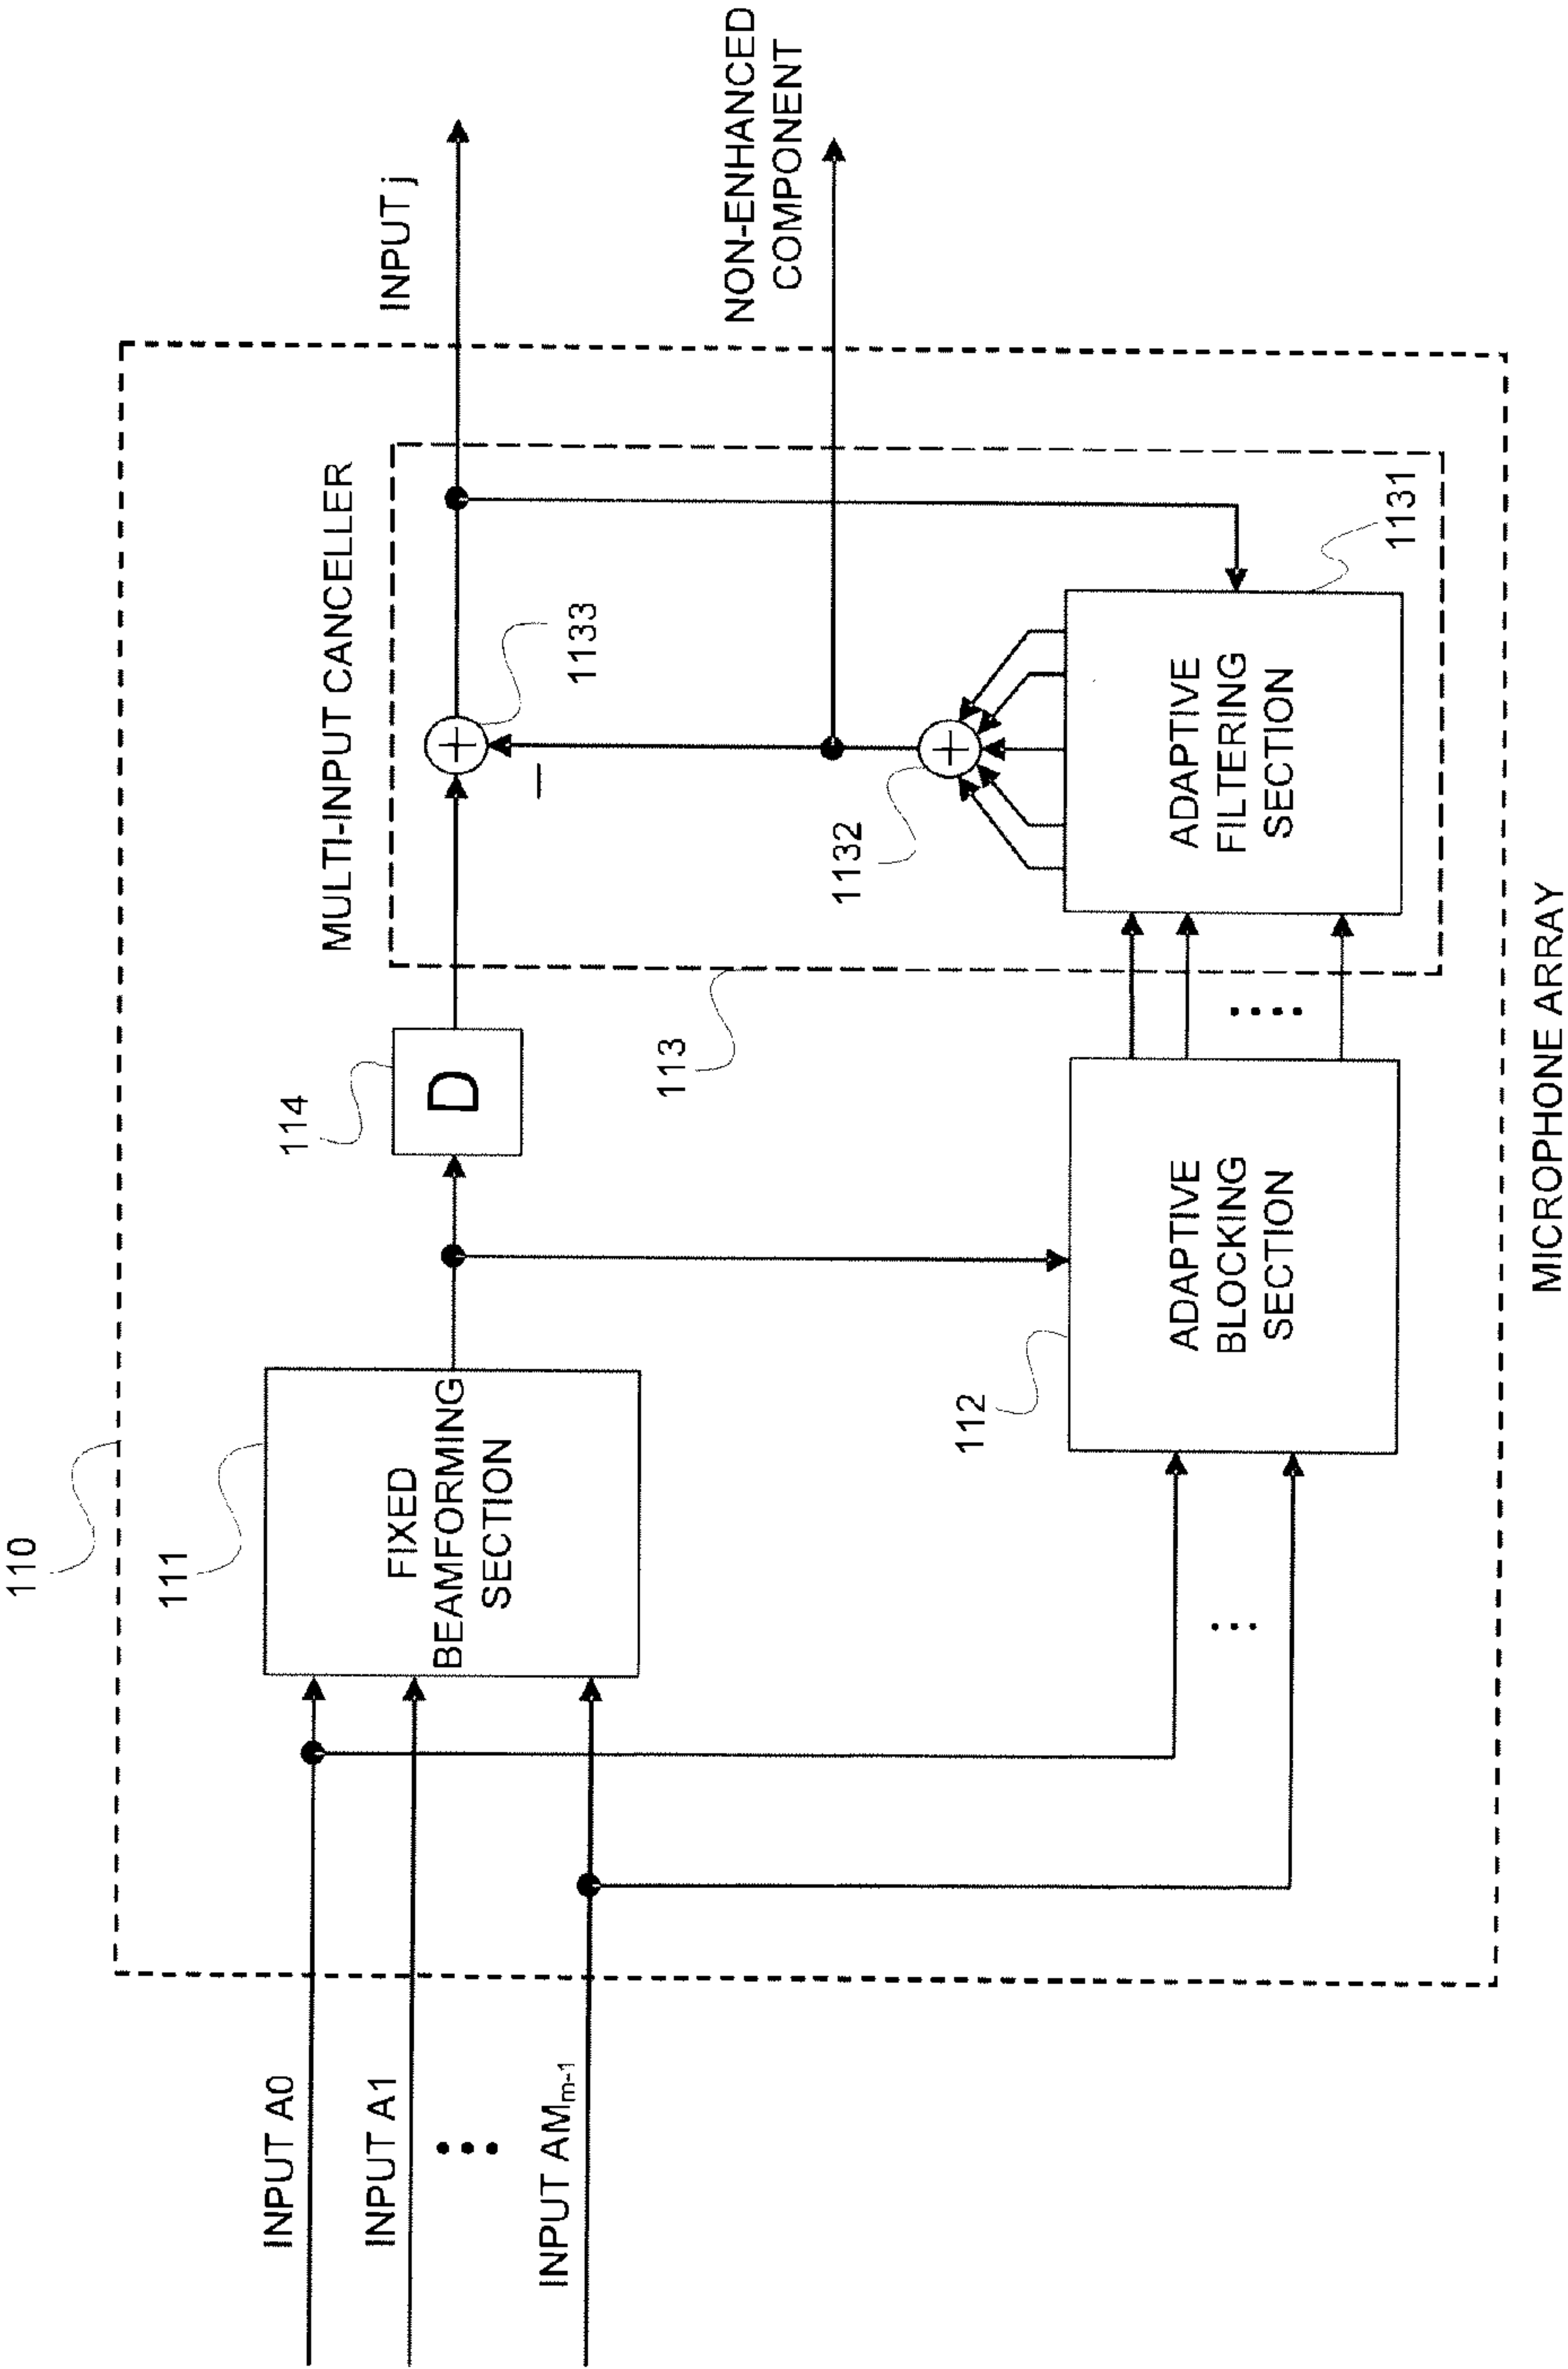 110
111
FIXED
BEAMFORMING
SECTION
114
D
MULTI-INPUT CANCELLER
INPUT j
1133
NON-ENHANCED
COMPONENT
INPUT A0
INPUT A1
INPUT AMm-1
113
1132
112
ADAPTIVE
BLOCKING
SECTION
ADAPTIVE
FILTERING
SECTION
1131
MICROPHONE ARRAY